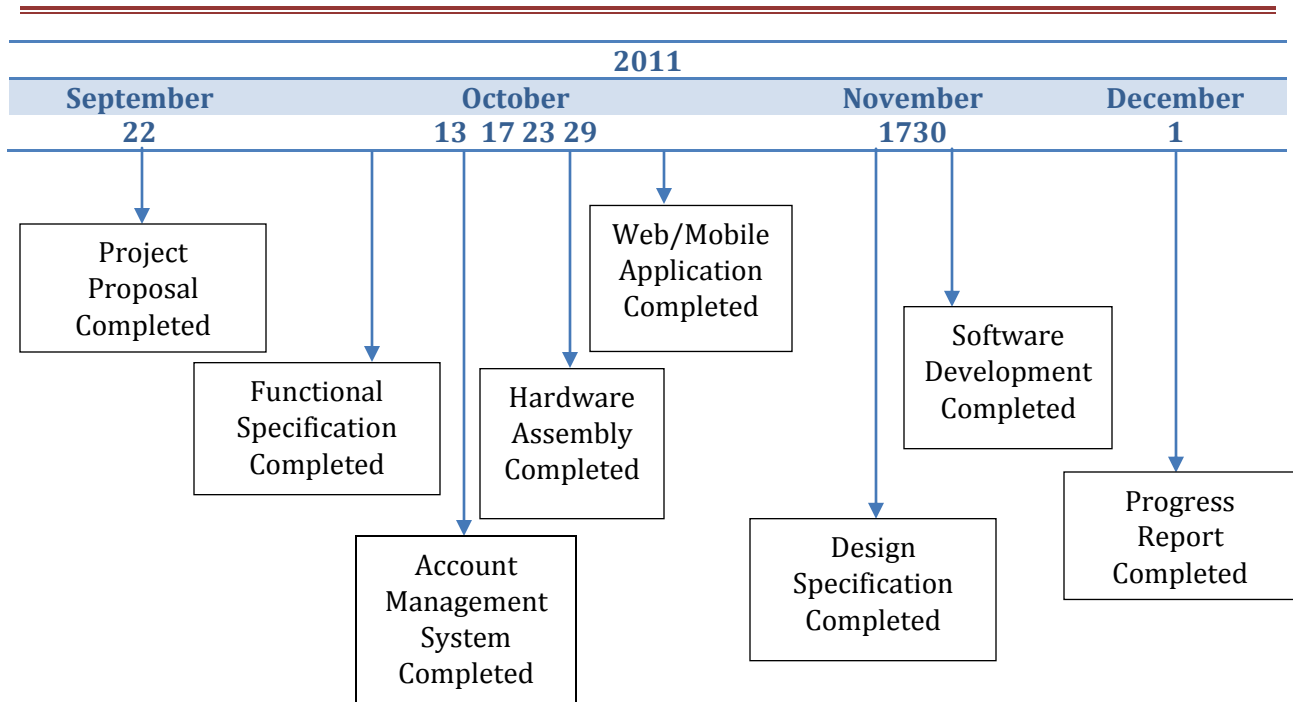 2011
September October November December
22 13 17 23 29 1730 1
Project
Proposal
Completed
Functional
Specification
Completed
Account
Management
System
Completed
Hardware
Assembly
Completed
Web/Mobile
Application
Completed
Design
Specification
Completed
Software
Development
Completed
Progress
Report
Completed